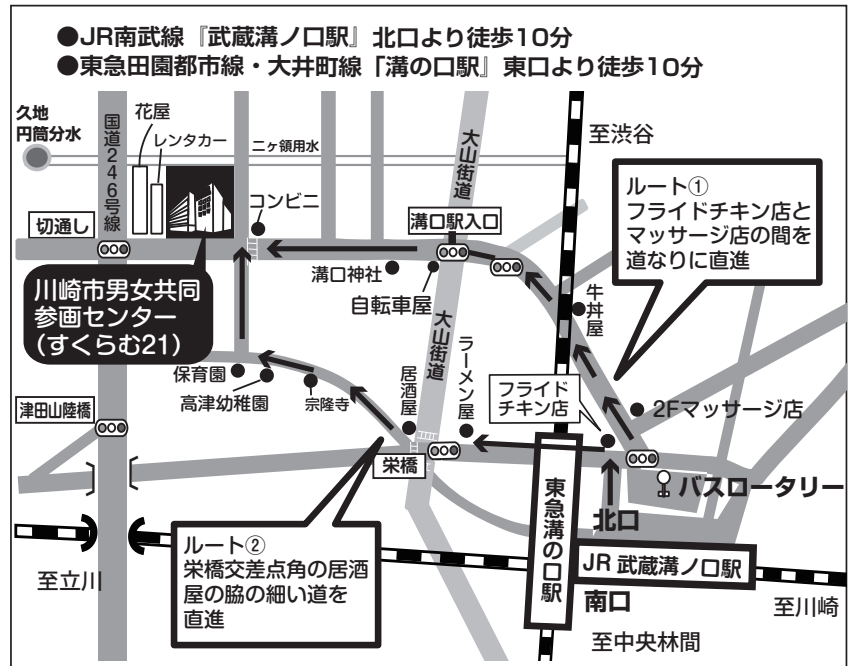 ●JR南武線『武蔵溝ノ口駅』北口より徒歩10分
●東急田園都市線・大井町線「溝の口駅』東口より徒歩10分
久地
円筒分水
国道246号線
花屋
レンタカー
二ヶ領用水
大山街道
至渋谷
コンビニ
切通し
溝口駅入口
ルート①
フライドチキン店と
マッサージ店の間を
道なりに直進
川崎市男女共同
参画センター
(すくらむ21)
溝口神社
自転車屋
牛丼屋
大山街道
保育園
高津幼稚園
宗隆寺
居酒屋
ラーメン屋
フライド
チキン店
2Fマッサージ店
津田山陸橋
栄橋
バスロータリー
北口
東急溝の口駅
ルート②
栄橋交差点角の居酒
屋の脇の細い道を
直進
JR 武蔵溝ノ口駅
至立川
南口
至川崎
至中央林間